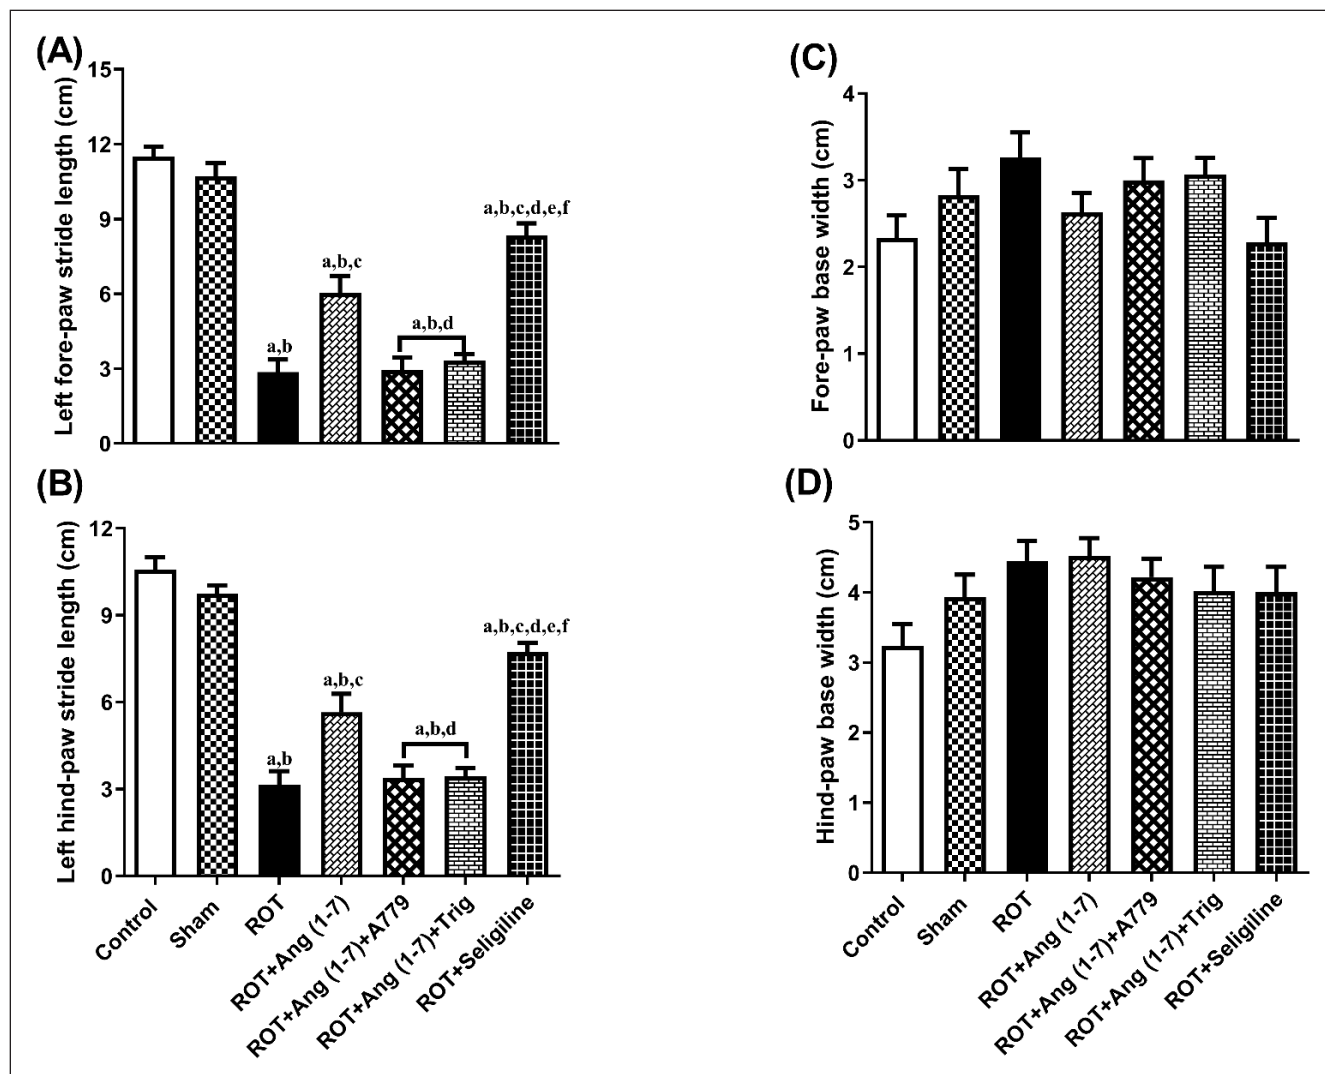 (A)
Left fore-paw stride length (cm)
15
12
9
6
3
0
a,b
a,b,c
a,b,d
a,b,c,d,e,f
(C)
Fore-paw base width (cm)
4
3
2
1
0
(B)
Left hind-paw stride length (cm)
12
9
6
3
0
a,b
a,b,c
a,b,d
a,b,c,d,e,f
Control
Sham
ROT
ROT+Ang (1-7)
ROT+Ang (1-7)+A779
ROT+Ang (1-7)+Trig
ROT+Seligiline
(D)
Hind-paw base width (cm)
5
4
3
2
1
0
Control
Sham
ROT
ROT+Ang (1-7)
ROT+Ang (1-7)+A779
ROT+Ang (1-7)+Trig
ROT+Seligiline